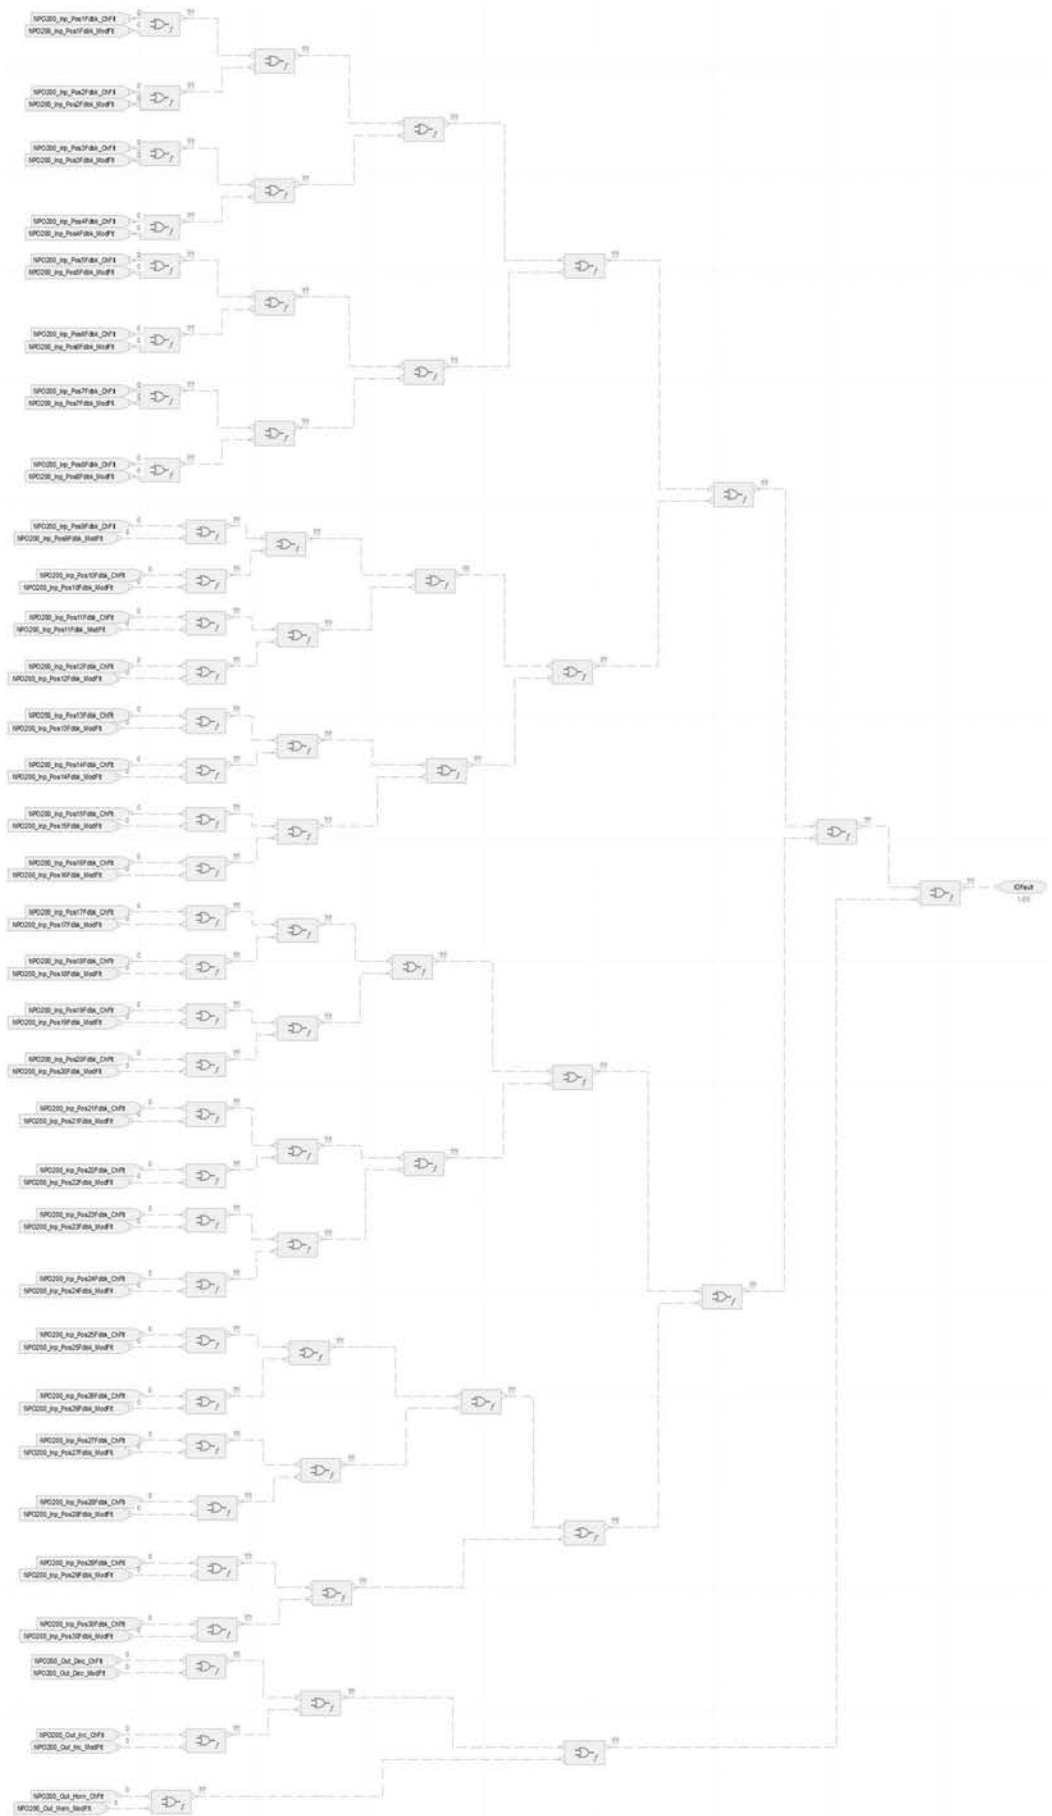 NPO200_Inp_Pos1Fdbk_ChFlt
NPO200_Inp_Pos1Fdbk_ModFlt
NPO200_Inp_Pos2Fdbk_ChFlt
NPO200_Inp_Pos2Fdbk_ModFlt
NPO200_Inp_Pos3Fdbk_ChFlt
NPO200_Inp_Pos3Fdbk_ModFlt
NPO200_Inp_Pos4Fdbk_ChFlt
NPO200_Inp_Pos4Fdbk_ModFlt
NPO200_Inp_Pos5Fdbk_ChFlt
NPO200_Inp_Pos5Fdbk_ModFlt
NPO200_Inp_Pos6Fdbk_ChFlt
NPO200_Inp_Pos6Fdbk_ModFlt
NPO200_Inp_Pos7Fdbk_ChFlt
NPO200_Inp_Pos7Fdbk_ModFlt
NPO200_Inp_Pos8Fdbk_ChFlt
NPO200_Inp_Pos8Fdbk_ModFlt
NPO200_Inp_Pos9Fdbk_ChFlt
NPO200_Inp_Pos9Fdbk_ModFlt
NPO200_Inp_Pos10Fdbk_ChFlt
NPO200_Inp_Pos10Fdbk_ModFlt
NPO200_Inp_Pos11Fdbk_ChFlt
NPO200_Inp_Pos11Fdbk_ModFlt
NPO200_Inp_Pos12Fdbk_ChFlt
NPO200_Inp_Pos12Fdbk_ModFlt
NPO200_Inp_Pos13Fdbk_ChFlt
NPO200_Inp_Pos13Fdbk_ModFlt
NPO200_Inp_Pos14Fdbk_ChFlt
NPO200_Inp_Pos14Fdbk_ModFlt
NPO200_Inp_Pos15Fdbk_ChFlt
NPO200_Inp_Pos15Fdbk_ModFlt
NPO200_Inp_Pos16Fdbk_ChFlt
NPO200_Inp_Pos16Fdbk_ModFlt
IOFault
NPO200_Inp_Pos17Fdbk_ChFlt
NPO200_Inp_Pos17Fdbk_ModFlt
NPO200_Inp_Pos18Fdbk_ChFlt
NPO200_Inp_Pos18Fdbk_ModFlt
NPO200_Inp_Pos19Fdbk_ChFlt
NPO200_Inp_Pos19Fdbk_ModFlt
NPO200_Inp_Pos20Fdbk_ChFlt
NPO200_Inp_Pos20Fdbk_ModFlt
NPO200_Inp_Pos21Fdbk_ChFlt
NPO200_Inp_Pos21Fdbk_ModFlt
NPO200_Inp_Pos22Fdbk_ChFlt
NPO200_Inp_Pos22Fdbk_ModFlt
NPO200_Inp_Pos23Fdbk_ChFlt
NPO200_Inp_Pos23Fdbk_ModFlt
NPO200_Inp_Pos24Fdbk_ChFlt
NPO200_Inp_Pos24Fdbk_ModFlt
NPO200_Inp_Pos25Fdbk_ChFlt
NPO200_Inp_Pos25Fdbk_ModFlt
NPO200_Inp_Pos26Fdbk_ChFlt
NPO200_Inp_Pos26Fdbk_ModFlt
NPO200_Inp_Pos27Fdbk_ChFlt
NPO200_Inp_Pos27Fdbk_ModFlt
NPO200_Inp_Pos28Fdbk_ChFlt
NPO200_Inp_Pos28Fdbk_ModFlt
NPO200_Inp_Pos29Fdbk_ChFlt
NPO200_Inp_Pos29Fdbk_ModFlt
NPO200_Inp_Pos30Fdbk_ChFlt
NPO200_Inp_Pos30Fdbk_ModFlt
NPO200_Out_Dec_ChFlt
NPO200_Out_Dec_ModFlt
NPO200_Out_Inc_ChFlt
NPO200_Out_Inc_ModFlt
NPO200_Out_Horn_ChFlt
NPO200_Out_Horn_ModFlt